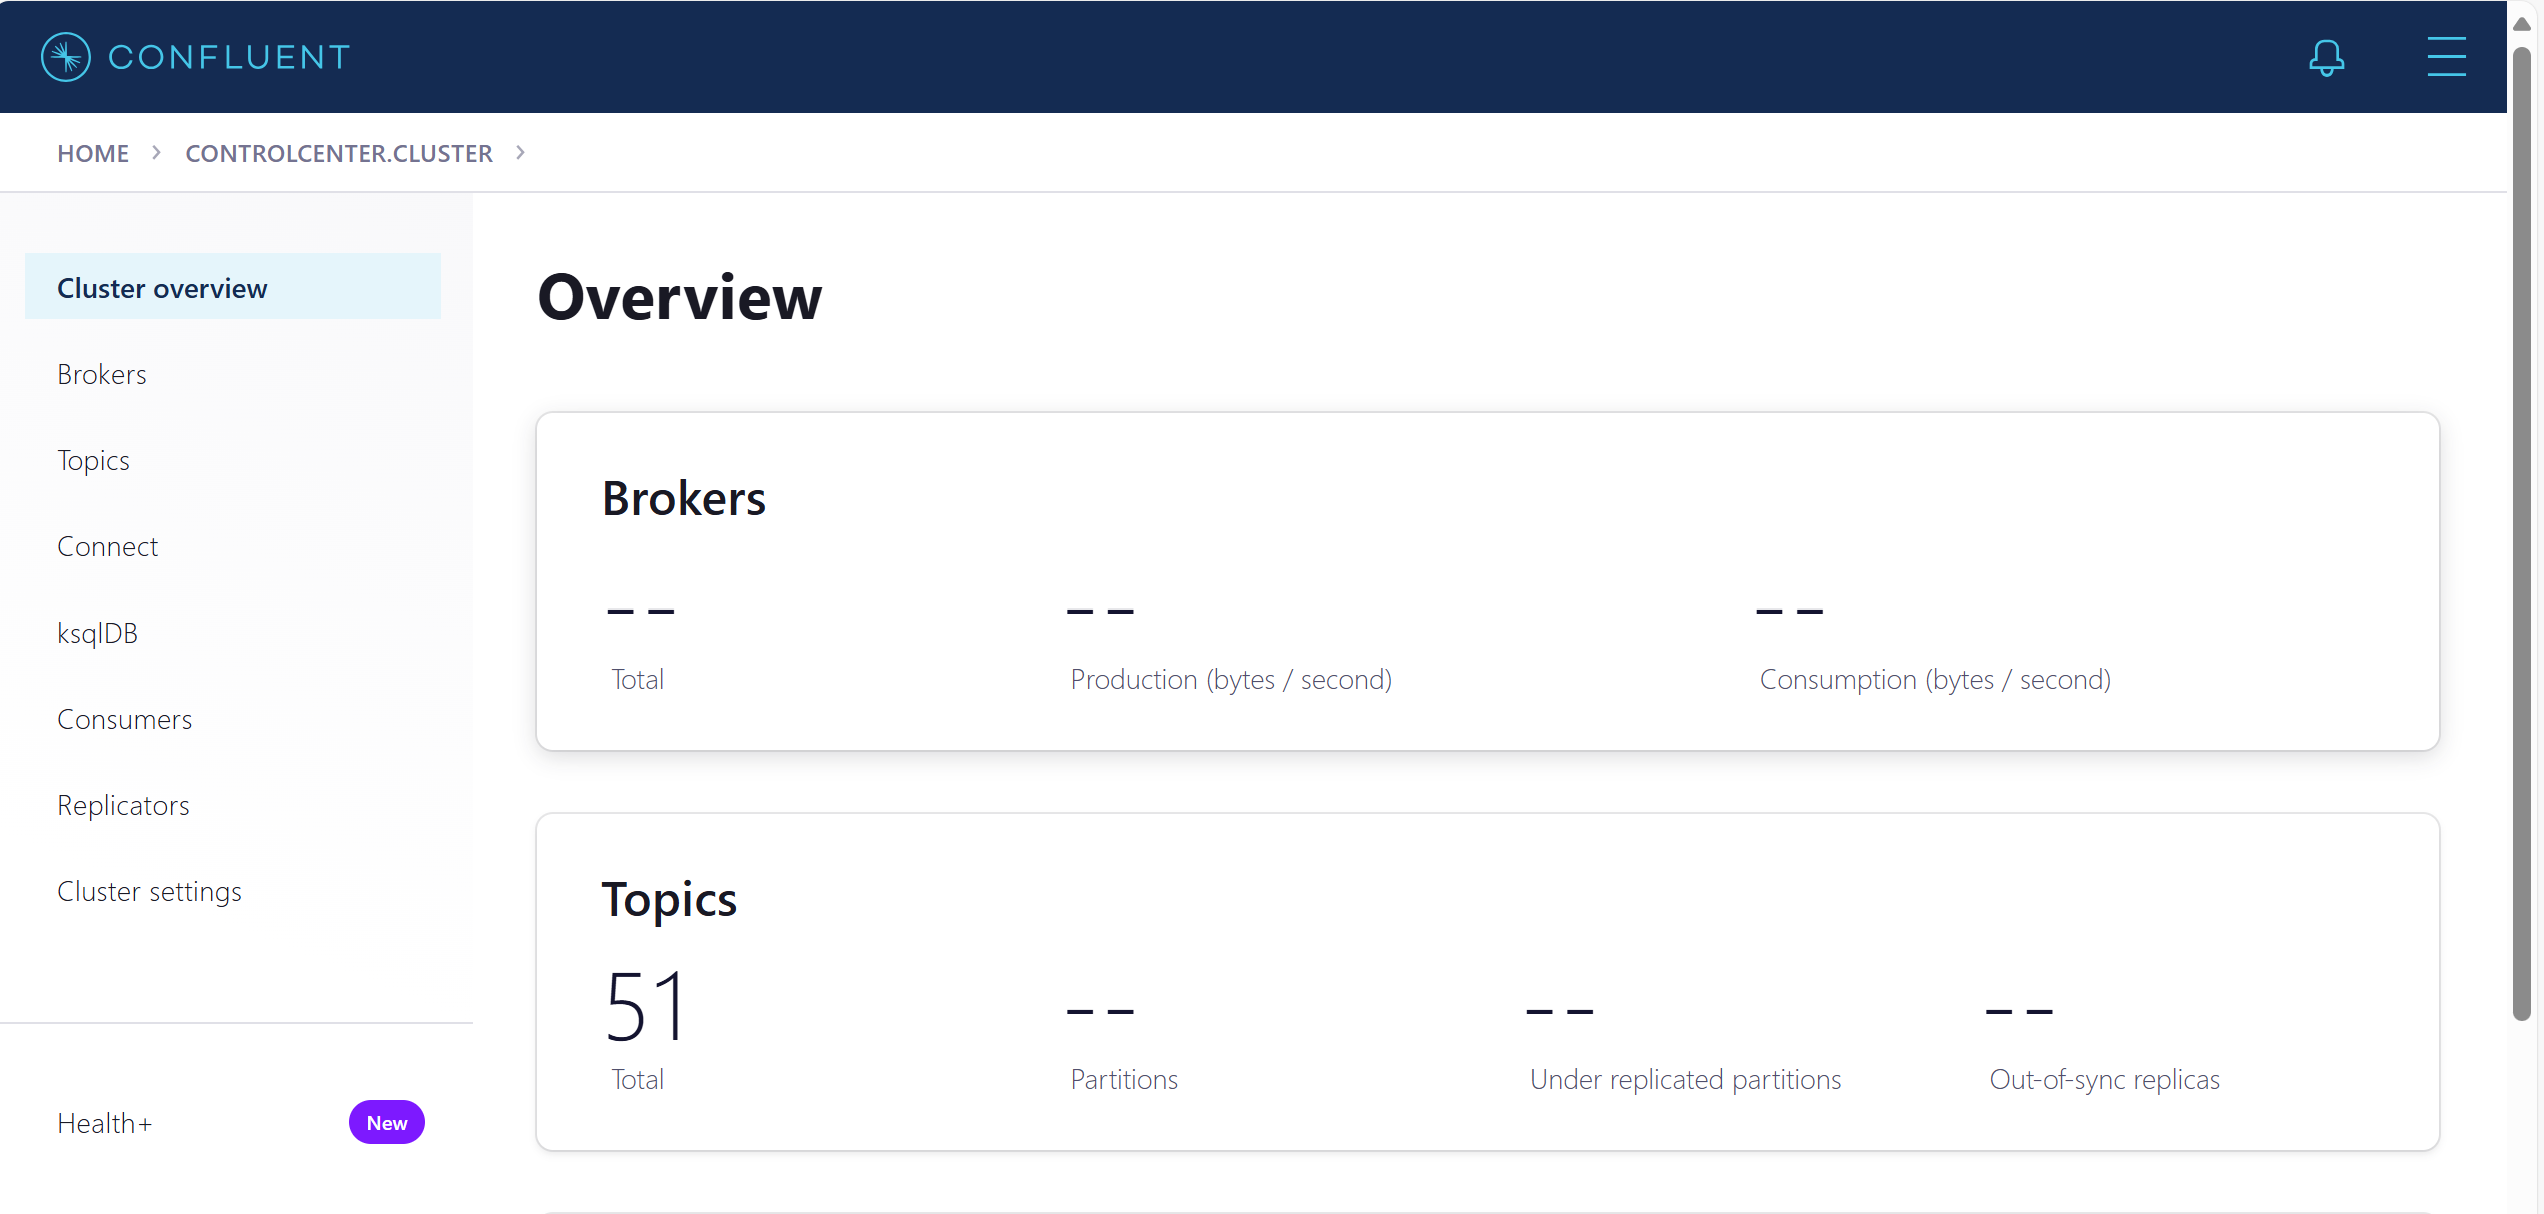 CONFLUENT
HOME > CONTROLCENTER.CLUSTER >
Cluster overview
Brokers
Topics
Connect
ksqlDB
Consumers
Replicators
Cluster settings
Health+ New
Overview
Brokers
-- -- --
Total Production (bytes / second) Consumption (bytes / second)
Topics
51 -- -- --
Total Partitions Under replicated partitions Out-of-sync replicas